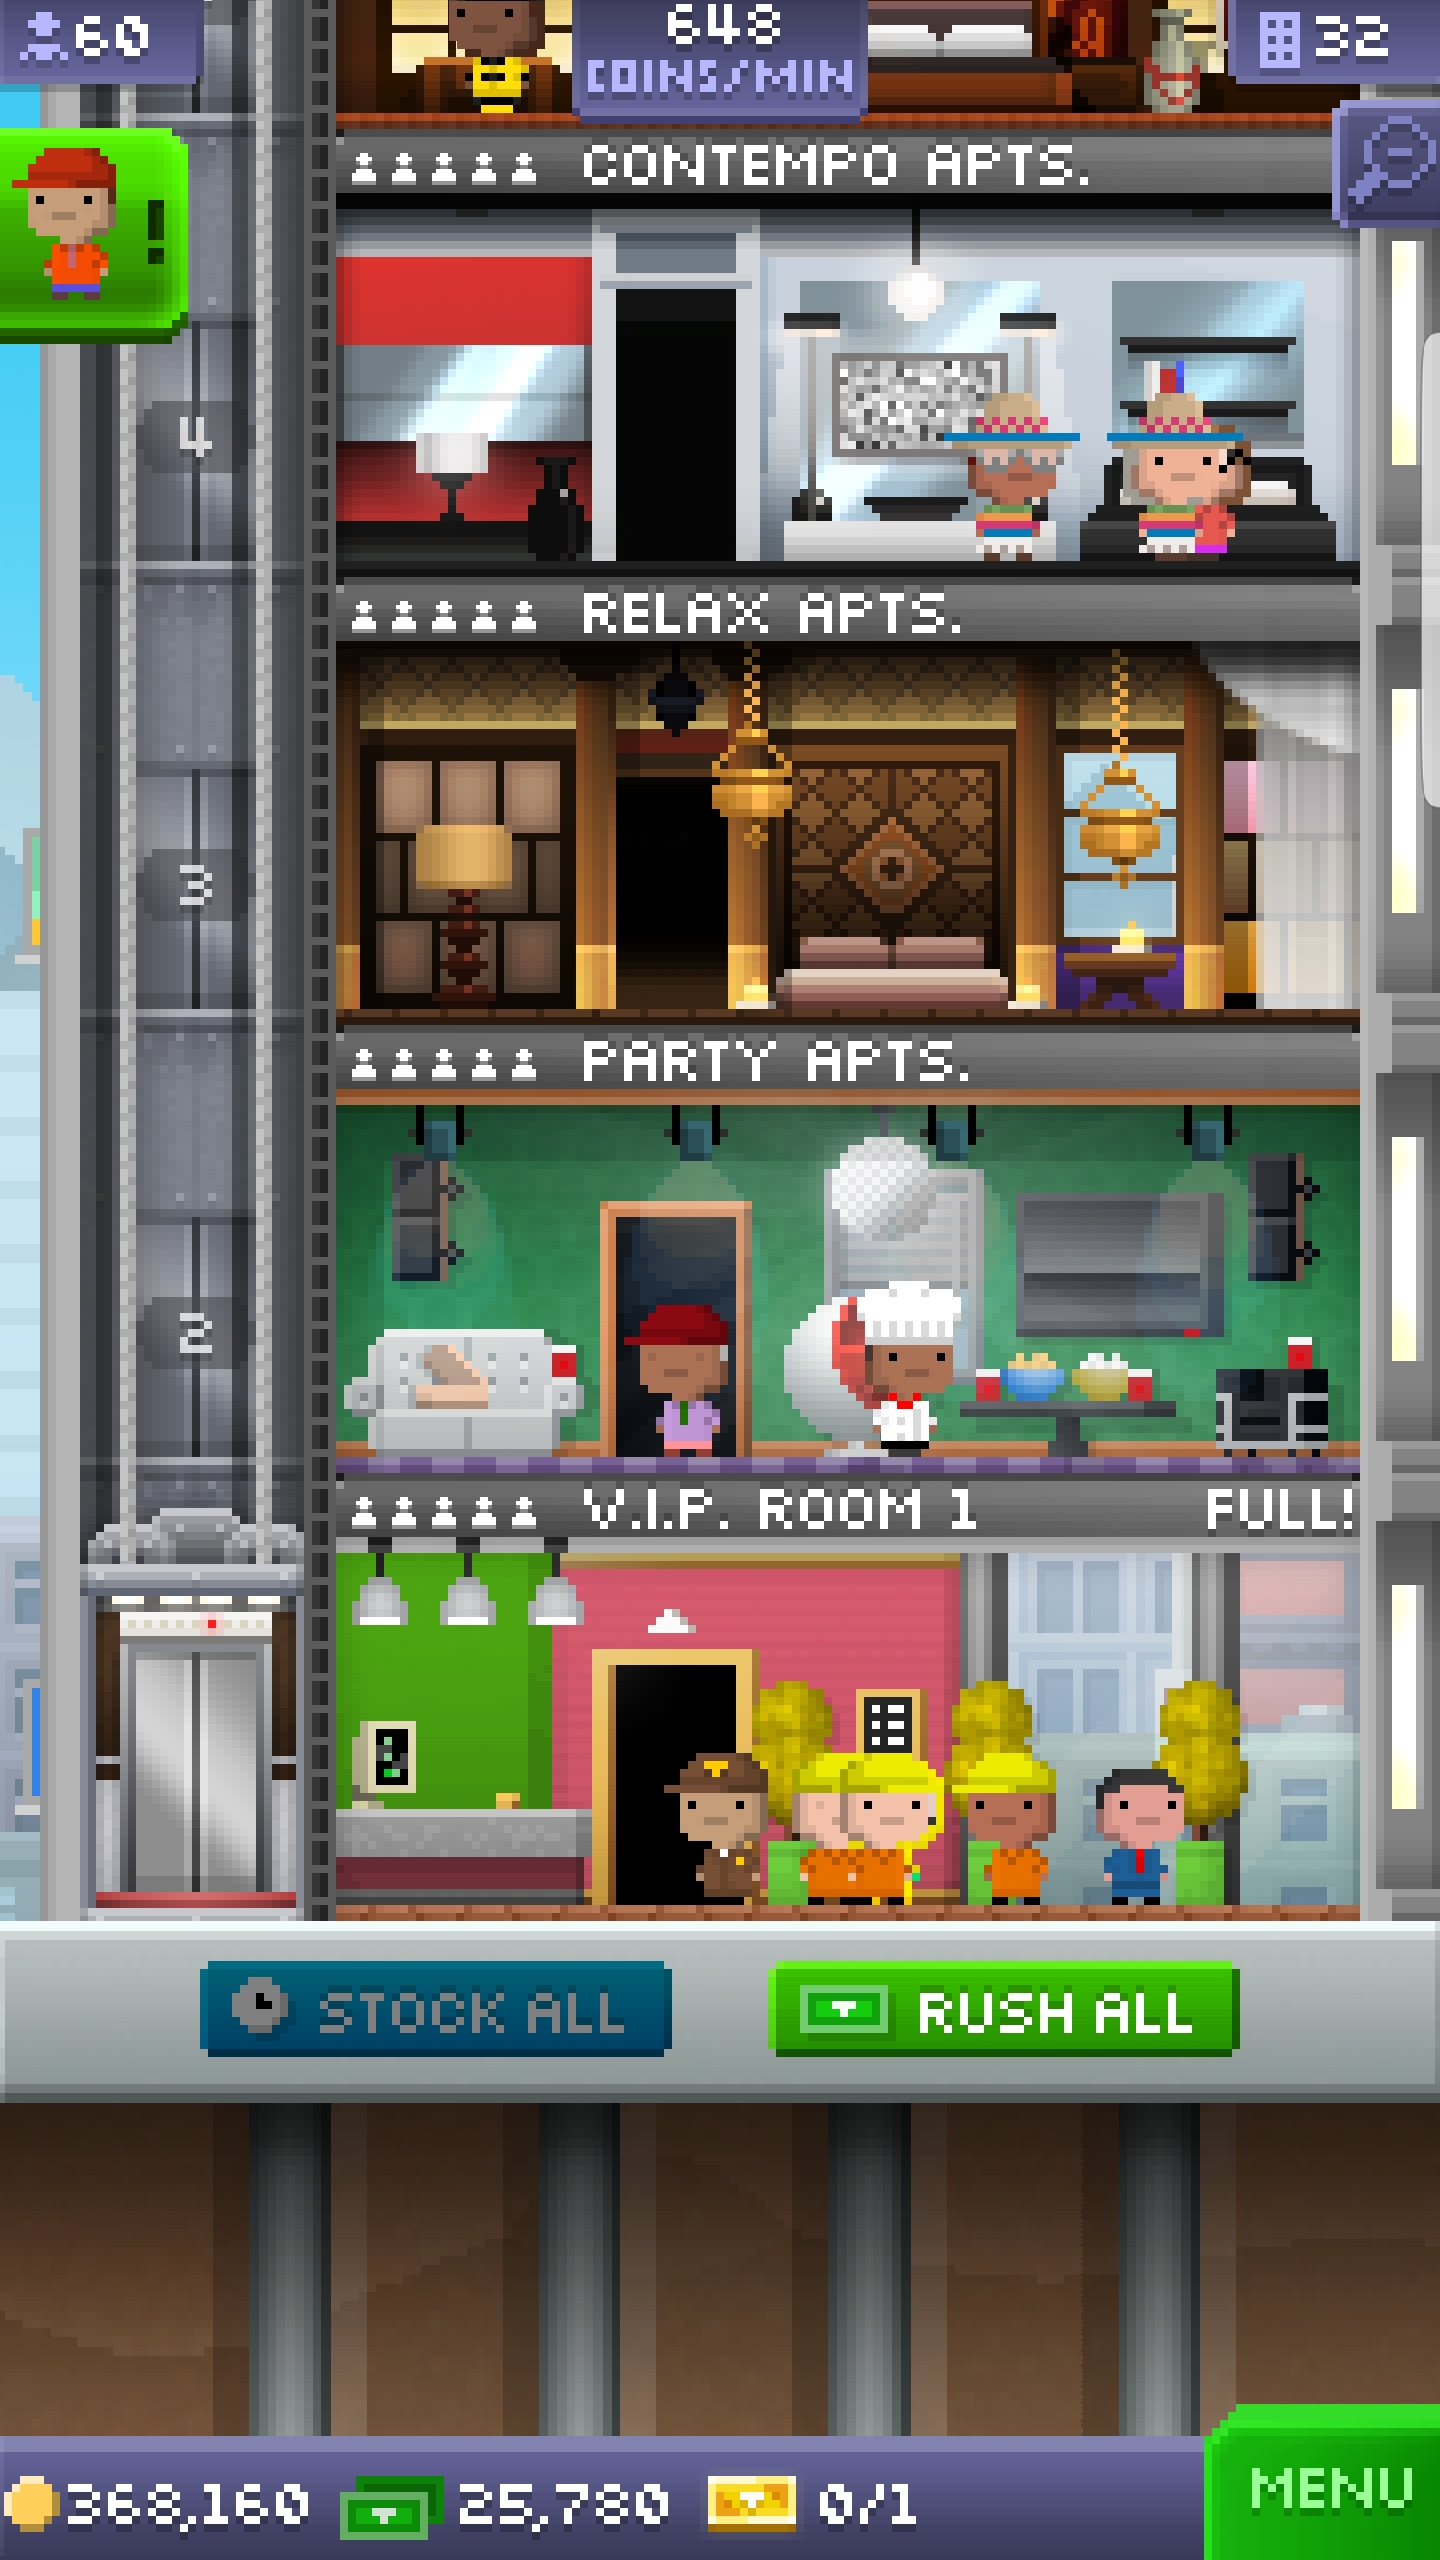 60
648
COINS/MIN
32
CONTEMPO APTS.
!
4
RELAX APTS.
3
PARTY APTS.
2
V.I.P. ROOM 1 FULL!
STOCK ALL
RUSH ALL
368,160
25,780
0/1
MENU